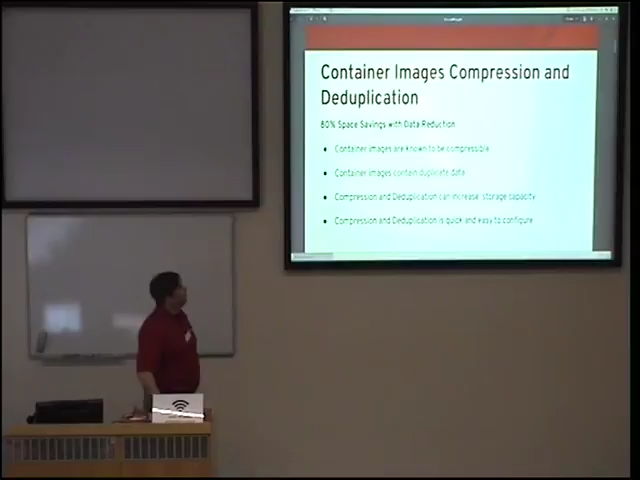 Container Images Compression and
Deduplication
80% Space Savings with Data Reduction
Container images are known to be compressible
Container images contain duplicate data
Compression and Deduplication can increase storage capacity
Compression and Deduplication is quick and easy to configure